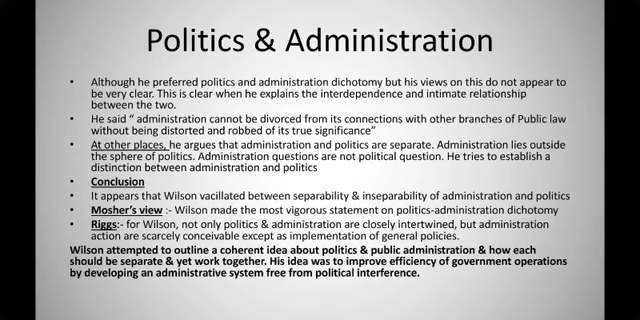 Politics & Administration
• Although he preferred politics and administration dichotomy but his views on this do not appear to
be very clear. This is clear when he explains the interdependence and intimate relationship
between the two.
• He said “ administration cannot be divorced from its connections with other branches of Public law
without being distorted and robbed of its true significance”
• At other places, he argues that administration and politics are separate. Administration lies outside
the sphere of politics. Administration questions are not political question. He tries to establish a
distinction between administration and politics
• Conclusion
• It appears that Wilson vacillated between separability & inseparability of administration and politics
• Mosher’s view :- Wilson made the most vigorous statement on politics-administration dichotomy
• Riggs:- for Wilson, not only politics & administration are closely intertwined, but administration
action are scarcely conceivable except as implementation of general policies.
Wilson attempted to outline a coherent idea about politics & public administration & how each
should be separate & yet work together. His idea was to improve efficiency of government operations
by developing an administrative system free from political interference.